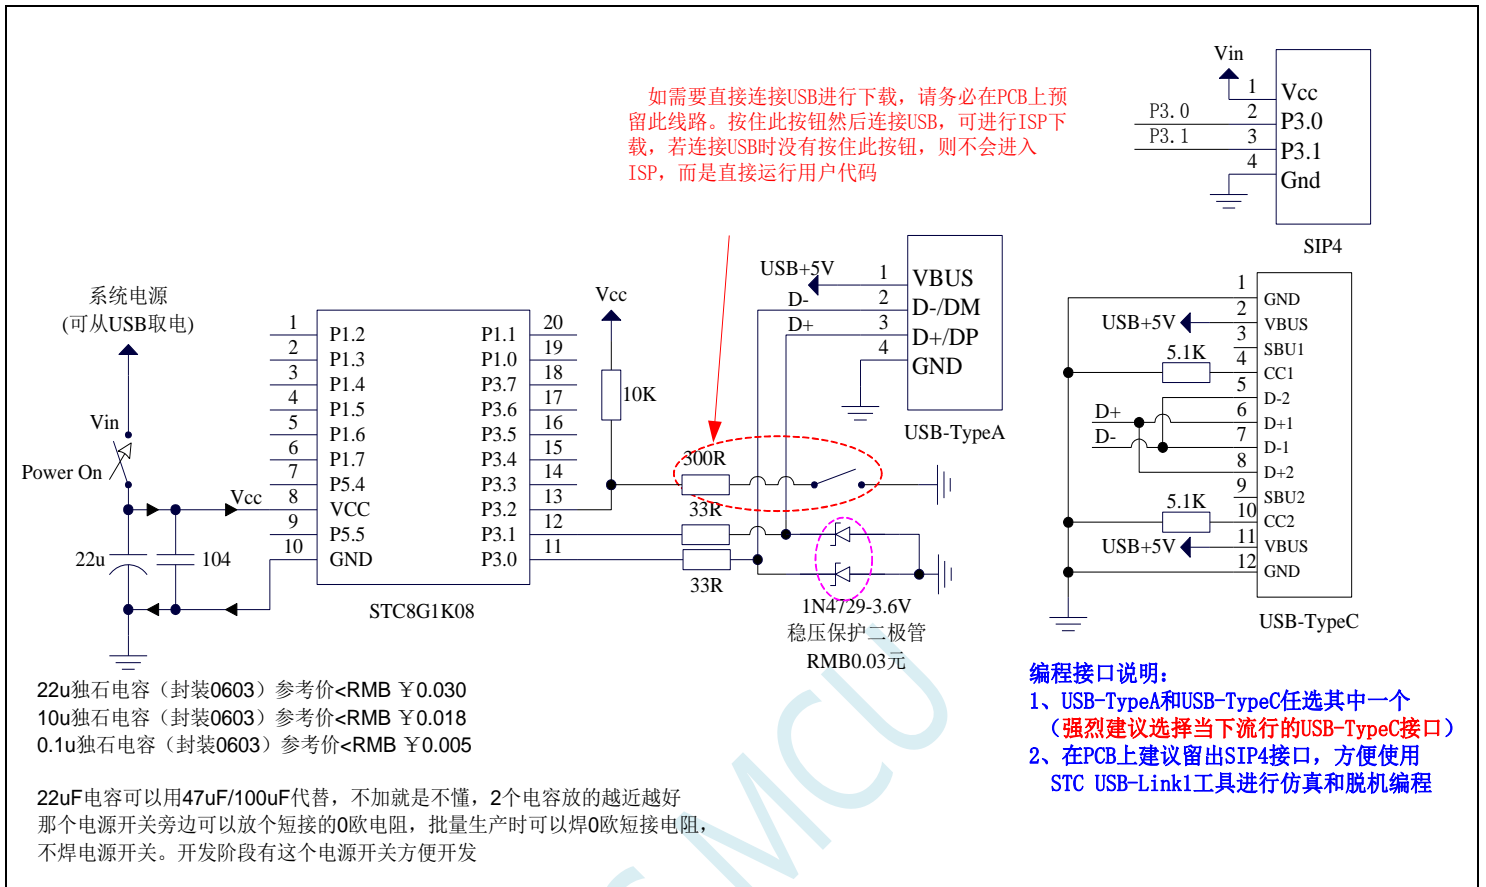 如需要直接连接USB进行下载，请务必在PCB上预
留此线路。按住此按钮然后连接USB，可进行ISP下
载，若连接USB时没有按住此按钮，则不会进入
ISP，而是直接运行用户代码
Vin
1 Vcc
P3.0 2 P3.0
P3.1 3 P3.1
4 Gnd
SIP4
系统电源
(可从USB取电)
Vin
Power On
Vcc
22u
104
1 P1.2
2 P1.3
3 P1.4
4 P1.5
5 P1.6
6 P1.7
7 P5.4
8 VCC
9 P5.5
10 GND
P1.1 20
P1.0 19
P3.7 18
P3.6 17
P3.5 16
P3.4 15
P3.3 14
P3.2 13
P3.1 12
P3.0 11
STC8G1K08
Vcc
10K
300R
33R
33R
USB+5V 1 VBUS
D- 2 D-/DM
D+ 3 D+/DP
4 GND
USB-TypeA
1N4729-3.6V
稳压保护二极管
RMB0.03元
1 GND
USB+5V 2 VBUS
3 SBU1
5.1K 4 CC1
5 D-2
D+ 6 D+1
D- 7 D-1
8 D+2
9 SBU2
5.1K 10 CC2
USB+5V 11 VBUS
12 GND
USB-TypeC
22u独石电容（封装0603）参考价<RMB ￥0.030
10u独石电容（封装0603）参考价<RMB ￥0.018
0.1u独石电容（封装0603）参考价<RMB ￥0.005
22uF电容可以用47uF/100uF代替，不加就是不懂，2个电容放的越近越好
那个电源开关旁边可以放个短接的0欧电阻，批量生产时可以焊0欧短接电阻，
不焊电源开关。开发阶段有这个电源开关方便开发
编程接口说明：
1、USB-TypeA和USB-TypeC任选其中一个
（强烈建议选择当下流行的USB-TypeC接口）
2、在PCB上建议留出SIP4接口，方便使用
STC USB-Link1工具进行仿真和脱机编程
MCU